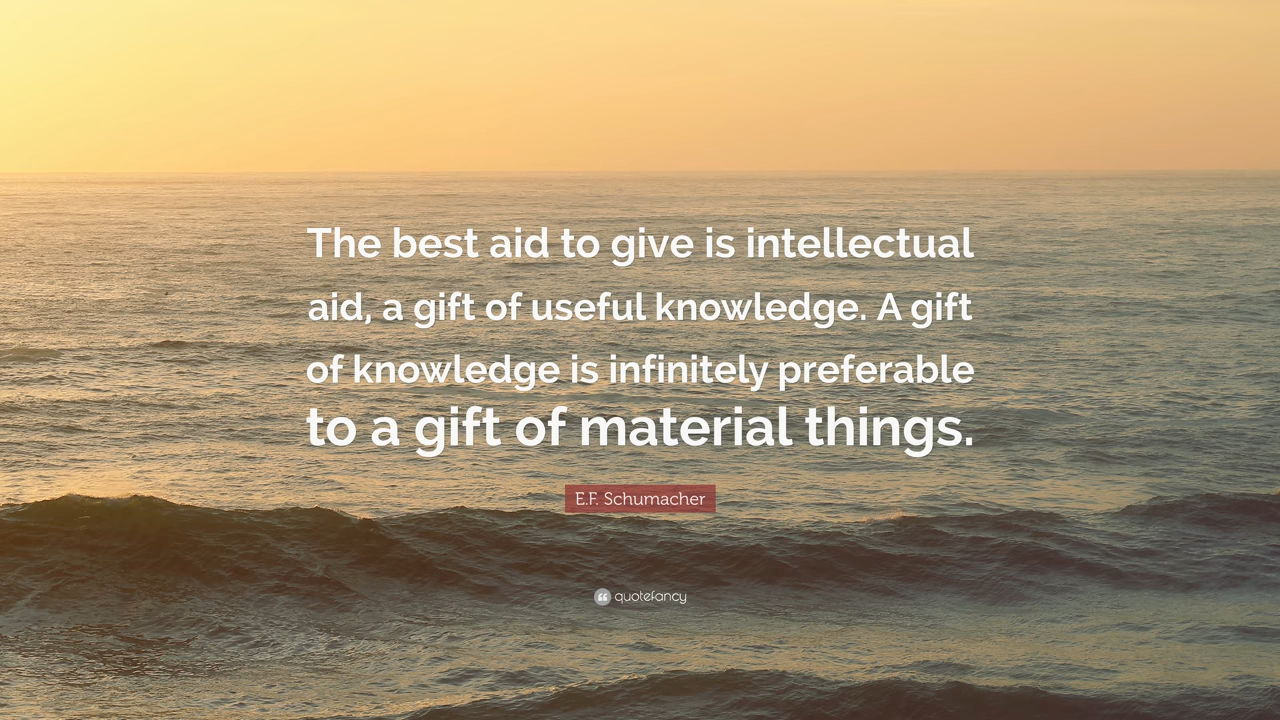 The best aid to give is intellectual
aid, a gift of useful knowledge. A gift
of knowledge is infinitely preferable
to a gift of material things.
E.F. Schumacher
quotefancy